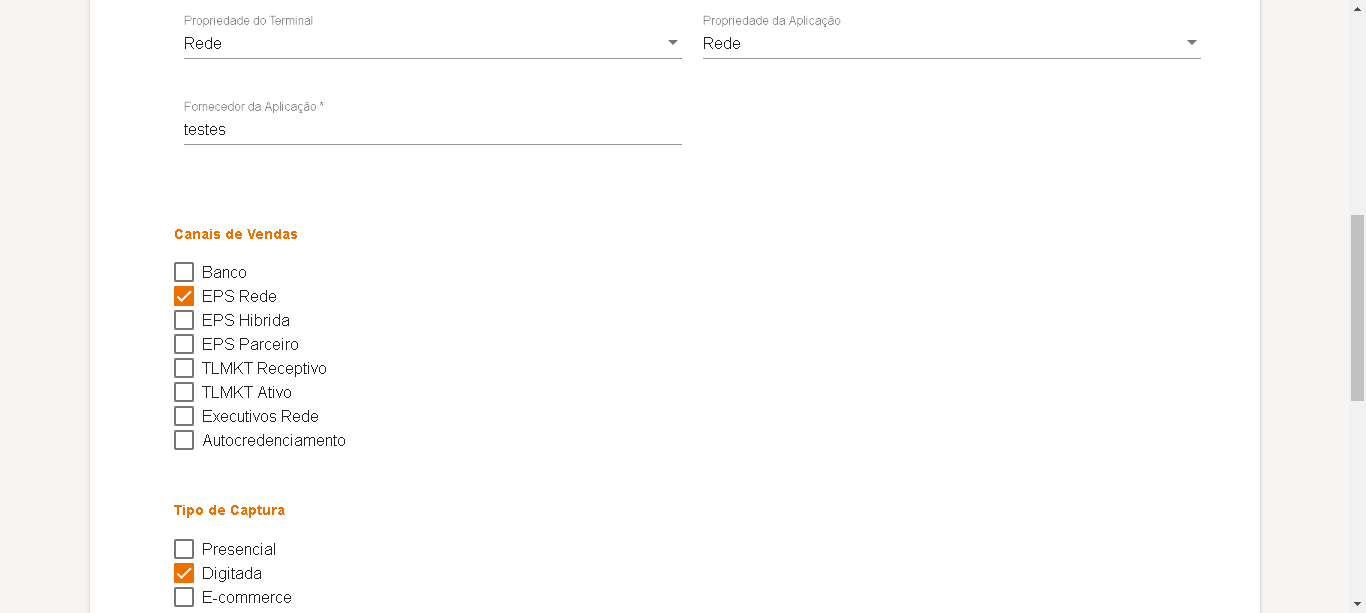 Propriedade do Terminal
Propriedade da Aplicação
Rede
Rede
Fornecedor da Aplicação *
testes
Canais de Vendas
Banco
EPS Rede
EPS Hibrida
EPS Parceiro
TLMKT Receptivo
TLMKT Ativo
Executivos Rede
Autocredenciamento
Tipo de Captura
Presencial
Digitada
E-commerce